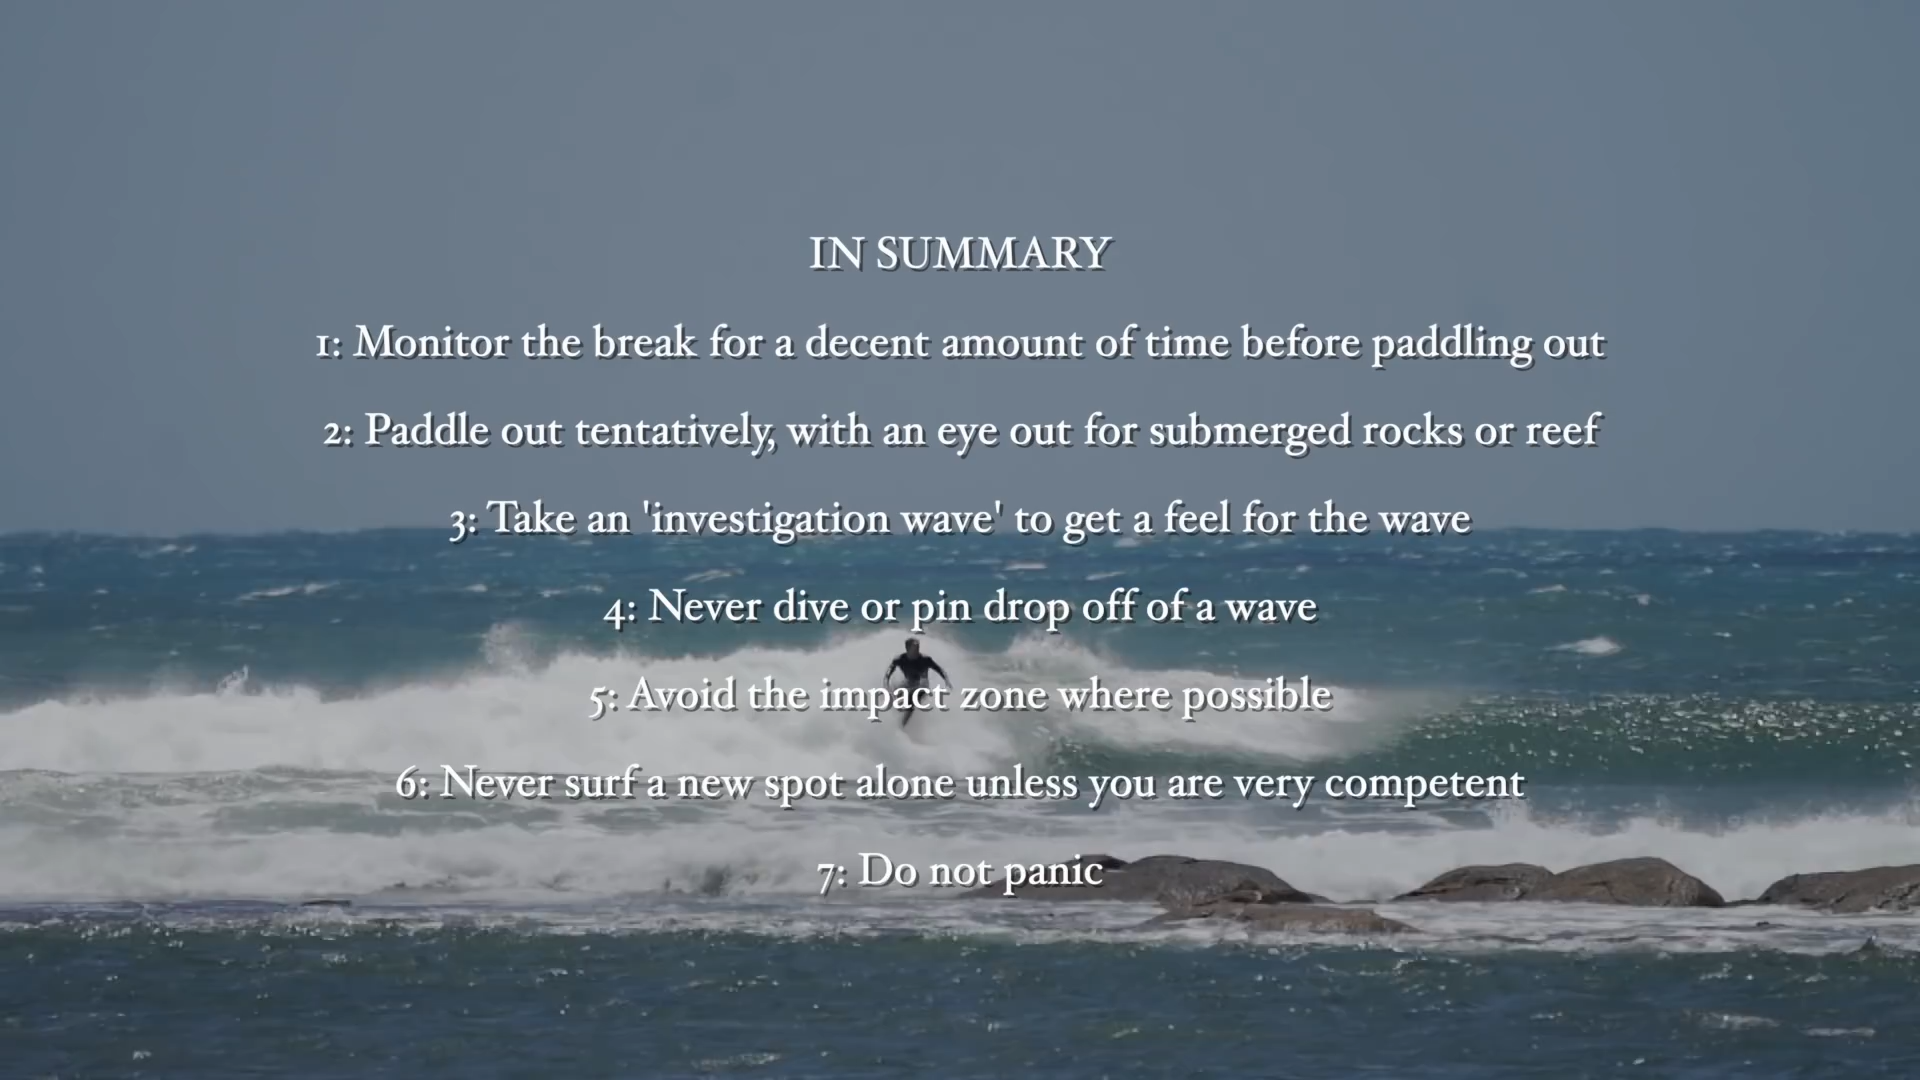 IN SUMMARY
1: Monitor the break for a decent amount of time before paddling out
2: Paddle out tentatively, with an eye out for submerged rocks or reef
3: Take an 'investigation wave' to get a feel for the wave
4: Never dive or pin drop off of a wave
5: Avoid the impact zone where possible
6: Never surf a new spot alone unless you are very competent
7: Do not panic